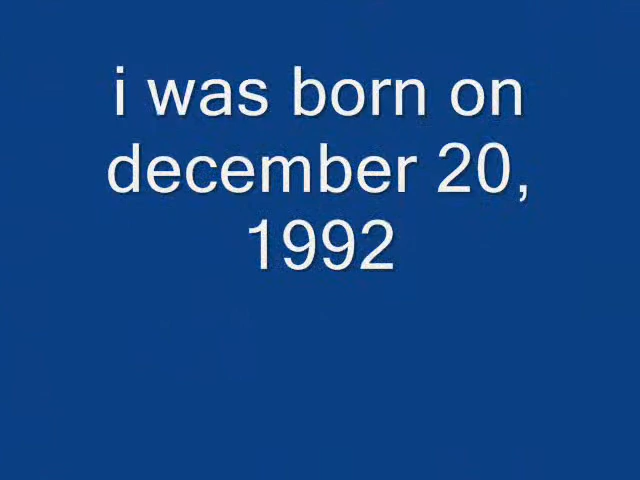 i was born on
december 20,
1992